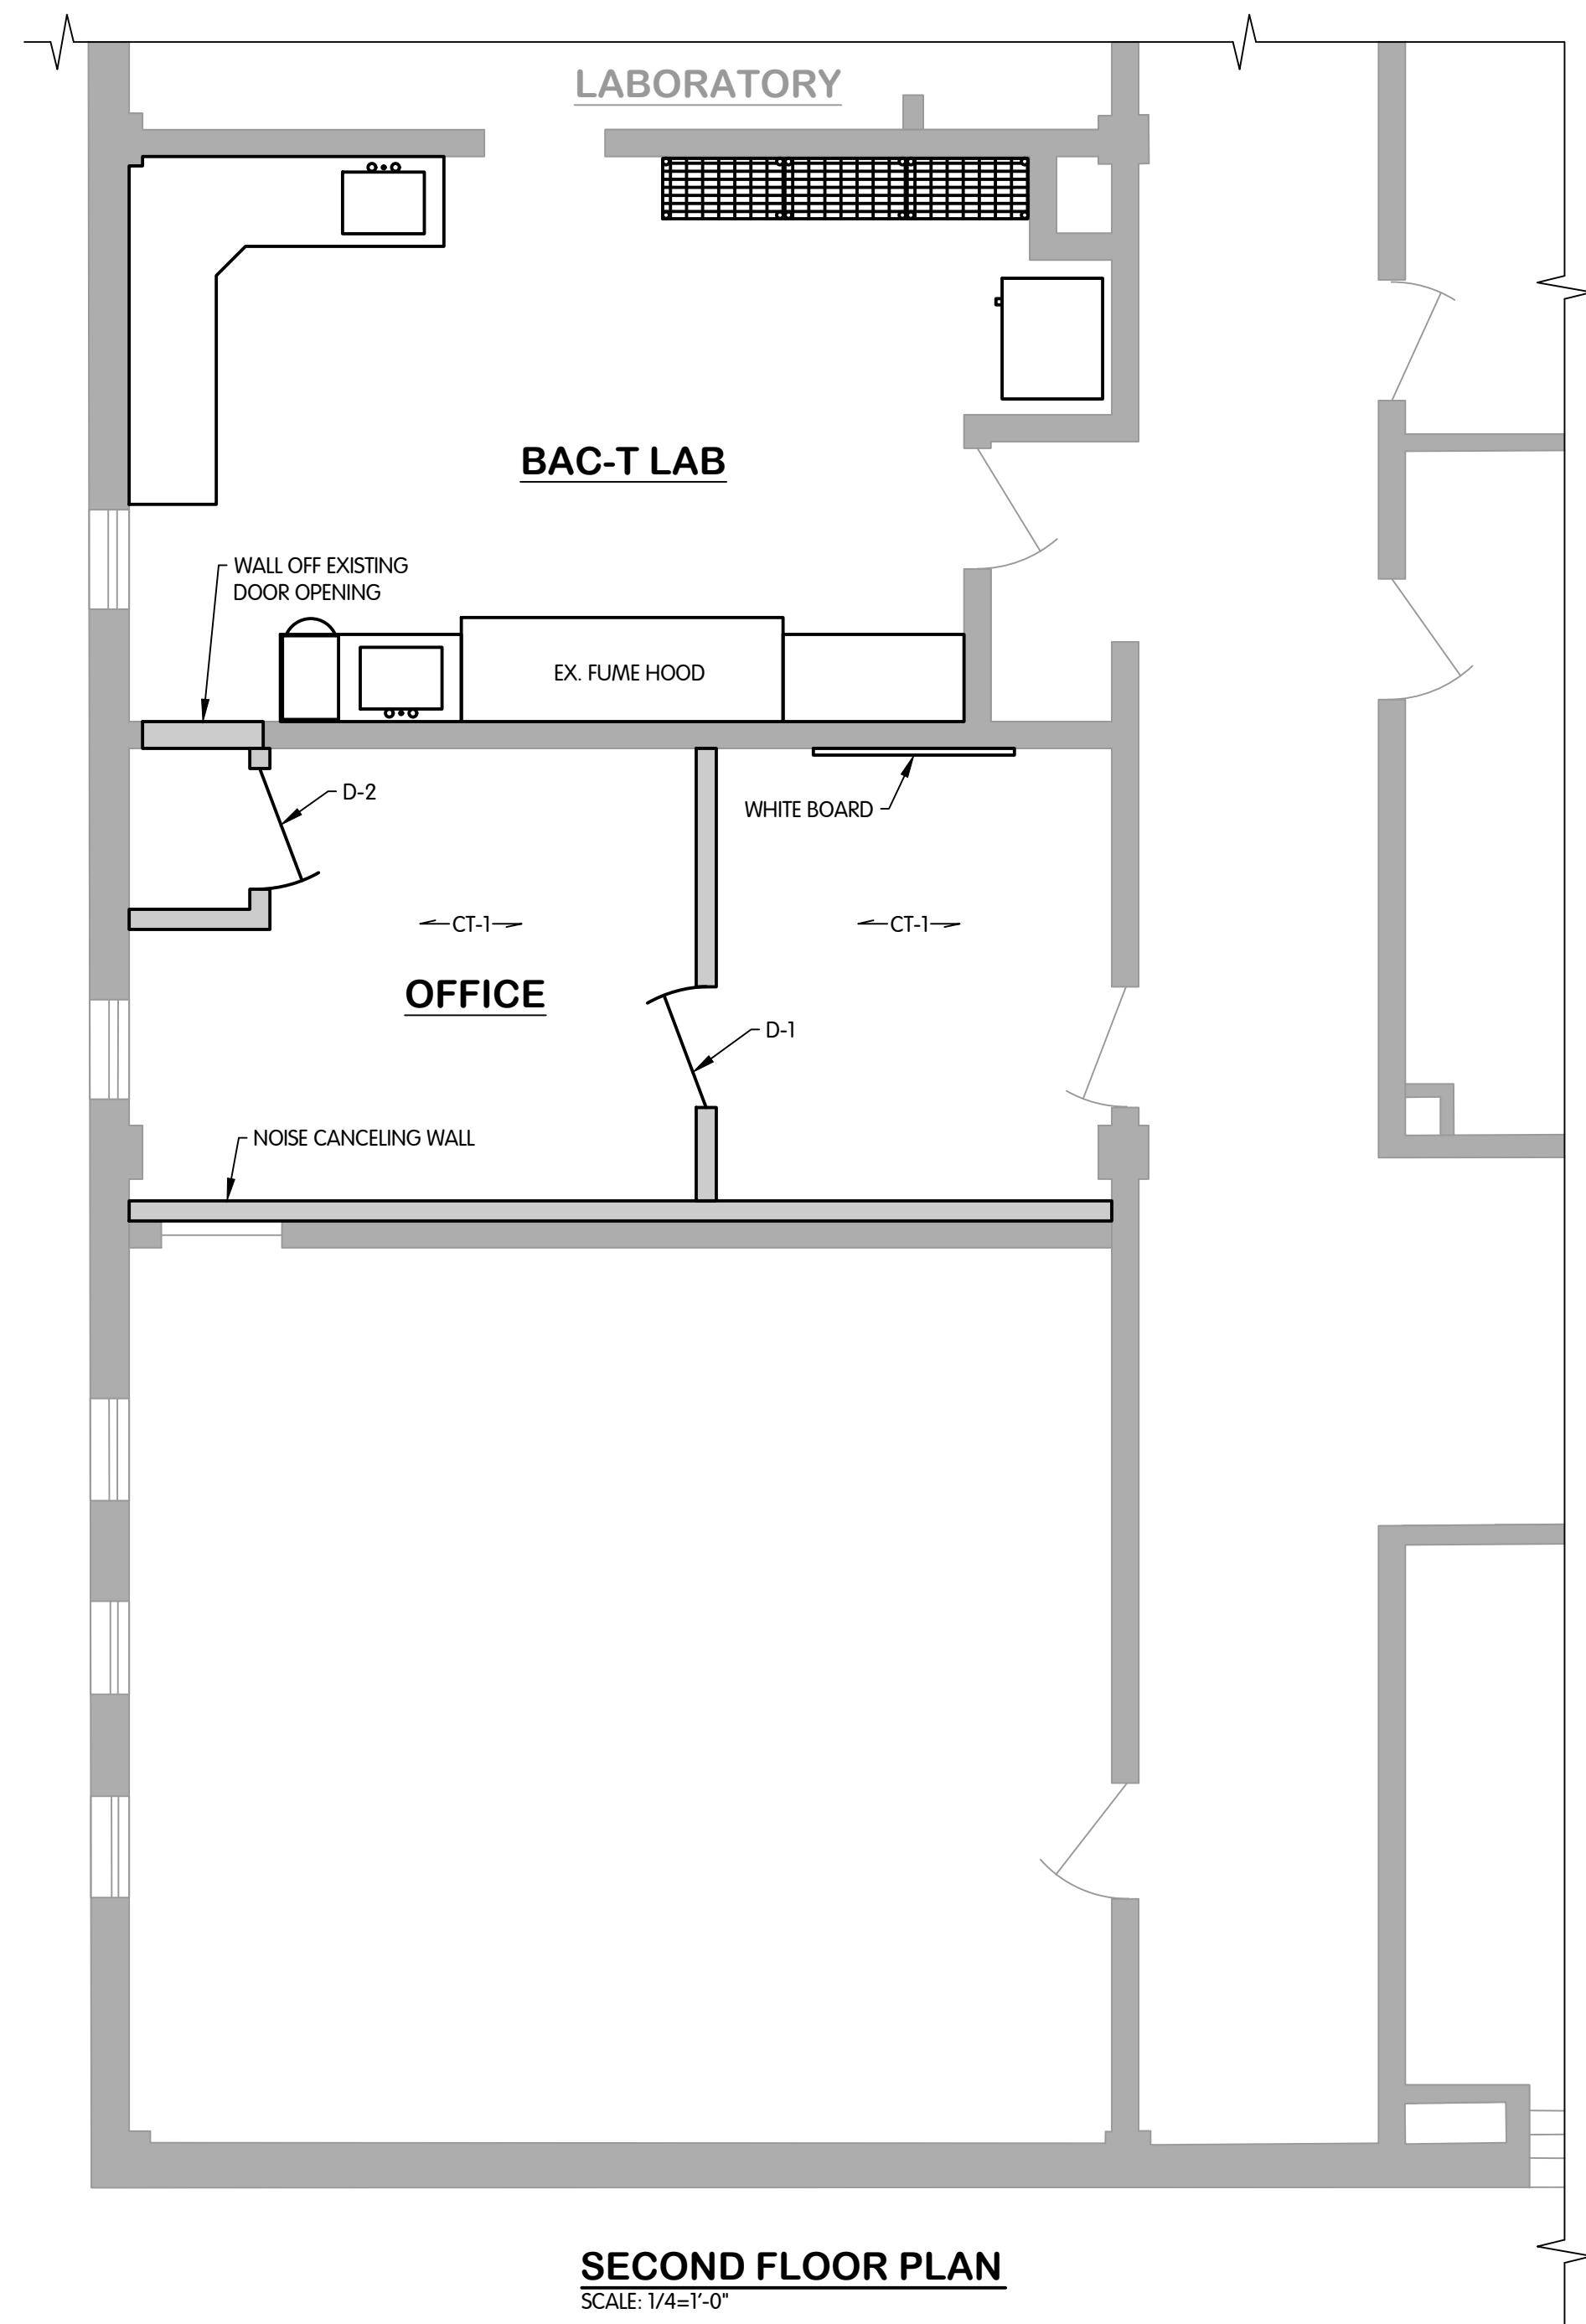 LABORATORY
BAC-T LAB
WALL OFF EXISTING
DOOR OPENING
EX. FUME HOOD
D-2
WHITE BOARD
CT-1
CT-1
OFFICE
D-1
NOISE CANCELING WALL
SECOND FLOOR PLAN
SCALE: 1/4=1'-0"